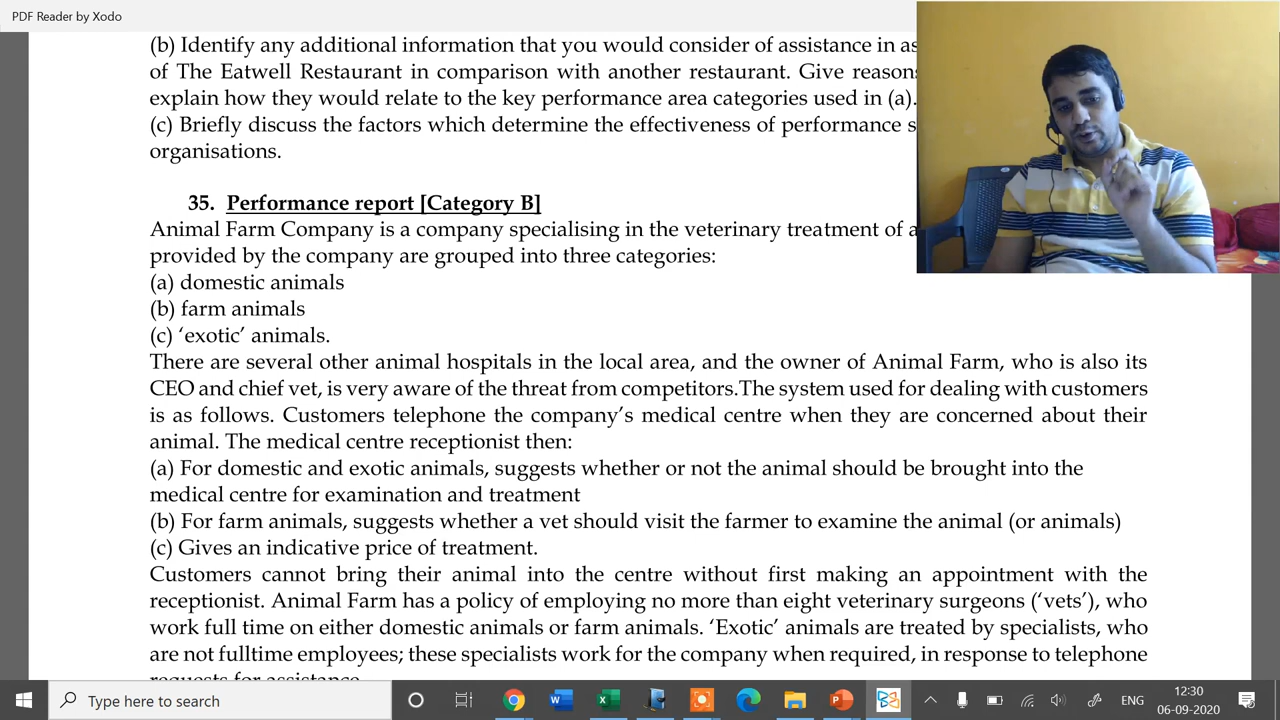 PDF Reader by Xodo
(b) Identify any additional information that you would consider of assistance in as
of The Eatwell Restaurant in comparison with another restaurant. Give reasons
explain how they would relate to the key performance area categories used in (a).
(c) Briefly discuss the factors which determine the effectiveness of performance s
organisations.
35. Performance report [Category B]
Animal Farm Company is a company specialising in the veterinary treatment of a
provided by the company are grouped into three categories:
(a) domestic animals
(b) farm animals
(c) ‘exotic’ animals.
There are several other animal hospitals in the local area, and the owner of Animal Farm, who is also its
CEO and chief vet, is very aware of the threat from competitors.The system used for dealing with customers
is as follows. Customers telephone the company’s medical centre when they are concerned about their
animal. The medical centre receptionist then:
(a) For domestic and exotic animals, suggests whether or not the animal should be brought into the
medical centre for examination and treatment
(b) For farm animals, suggests whether a vet should visit the farmer to examine the animal (or animals)
(c) Gives an indicative price of treatment.
Customers cannot bring their animal into the centre without first making an appointment with the
receptionist. Animal Farm has a policy of employing no more than eight veterinary surgeons (‘vets’), who
work full time on either domestic animals or farm animals. ‘Exotic’ animals are treated by specialists, who
are not fulltime employees; these specialists work for the company when required, in response to telephone
requests for assistance.
Type here to search
ENG
12:30
06-09-2020